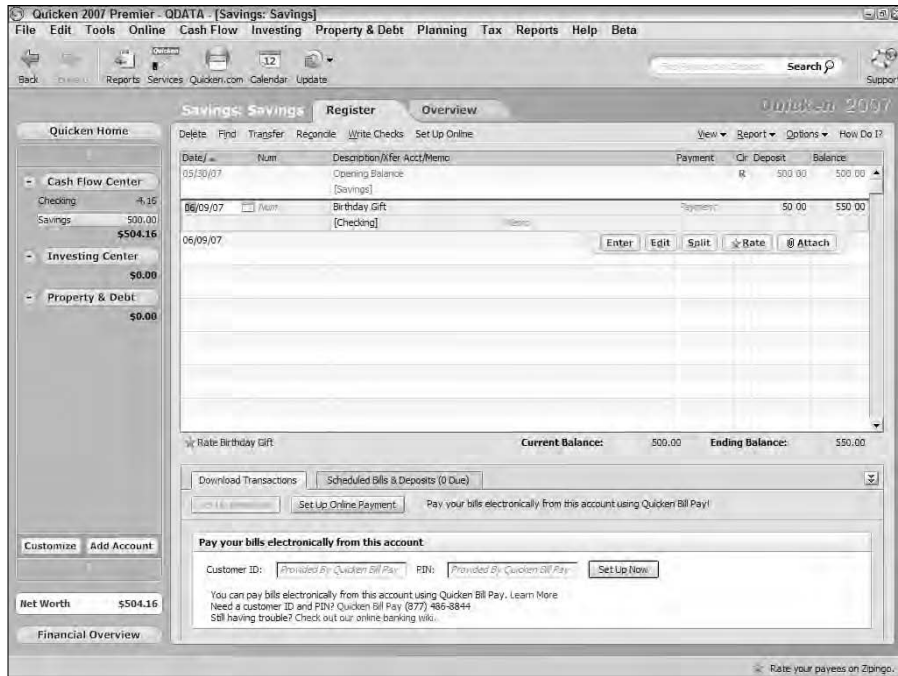 Quicken 2007 Premier - QDATA - [Savings: Savings]
File Edit Tools Online Cash Flow Investing Property & Debt Planning Tax Reports Help Beta
Quicken
12
Back Reports Services Quicken.com Calendar Update
Search
Support
Savings: Savings Register Overview Quicken 2007
Quicken Home
Delete Find Transfer Reconcile Write Checks Set Up Online View Report Options How Do I?
Date/ Num Description/Xfer Acct/Memo Payment Clr Deposit Balance
05/30/07 Opening Balance R 500 00 500 00
[Savings]
06/09/07 Num Birthday Gift Payment 50 00 550 00
[Checking] Memo
06/09/07
Enter Edit Split Rate Attach
- Cash Flow Center
Checking 4.16
Savings 500.00
$504.16
- Investing Center
$0.00
- Property & Debt
$0.00
Rate Birthday Gift Current Balance: 500.00 Ending Balance: 550.00
Download Transactions Scheduled Bills & Deposits (0 Due)
Set Up Online Payment Pay your bills electronically from this account using Quicken Bill Pay!
Pay your bills electronically from this account
Customer ID: Provided By Quicken Bill Pay PIN: Provided By Quicken Bill Pay Set Up Now
You can pay bills electronically from this account using Quicken Bill Pay. Learn More
Need a customer ID and PIN? Quicken Bill Pay (877) 486-8844
Still having trouble? Check out our online banking wiki.
Customize Add Account
Net Worth $504.16
Financial Overview
Rate your payees on Zipingo.